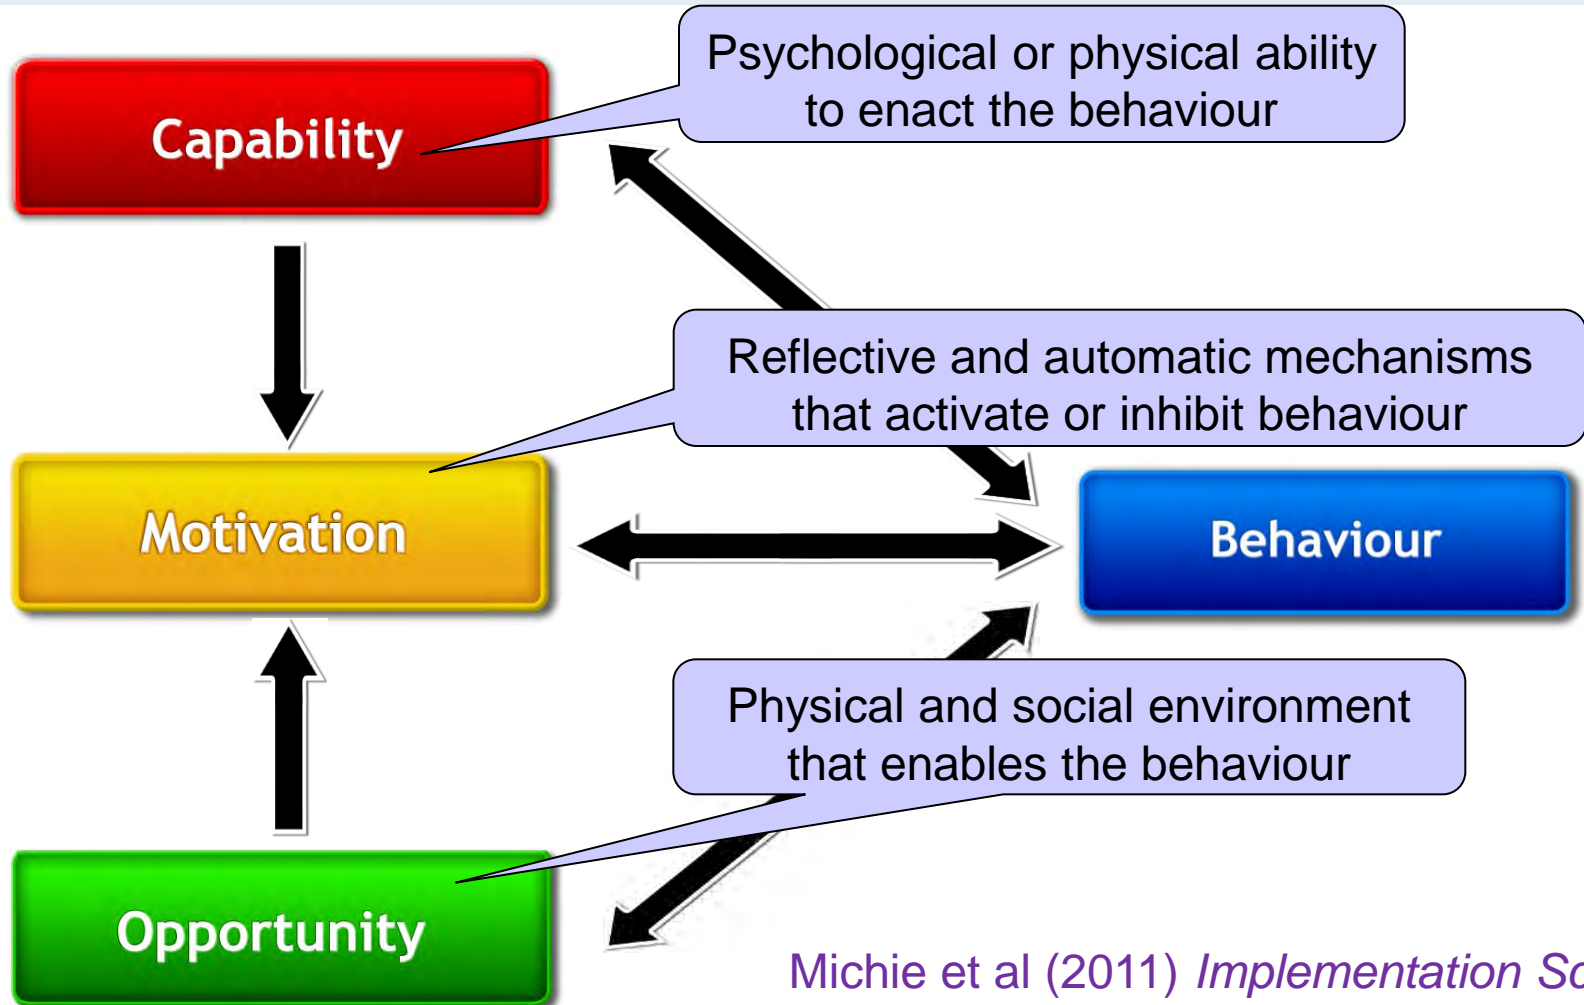 Psychological or physical ability
to enact the behaviour
Capability
Reflective and automatic mechanisms
that activate or inhibit behaviour
Motivation
Behaviour
Physical and social environment
that enables the behaviour
Opportunity
Michie et al (2011) Implementation